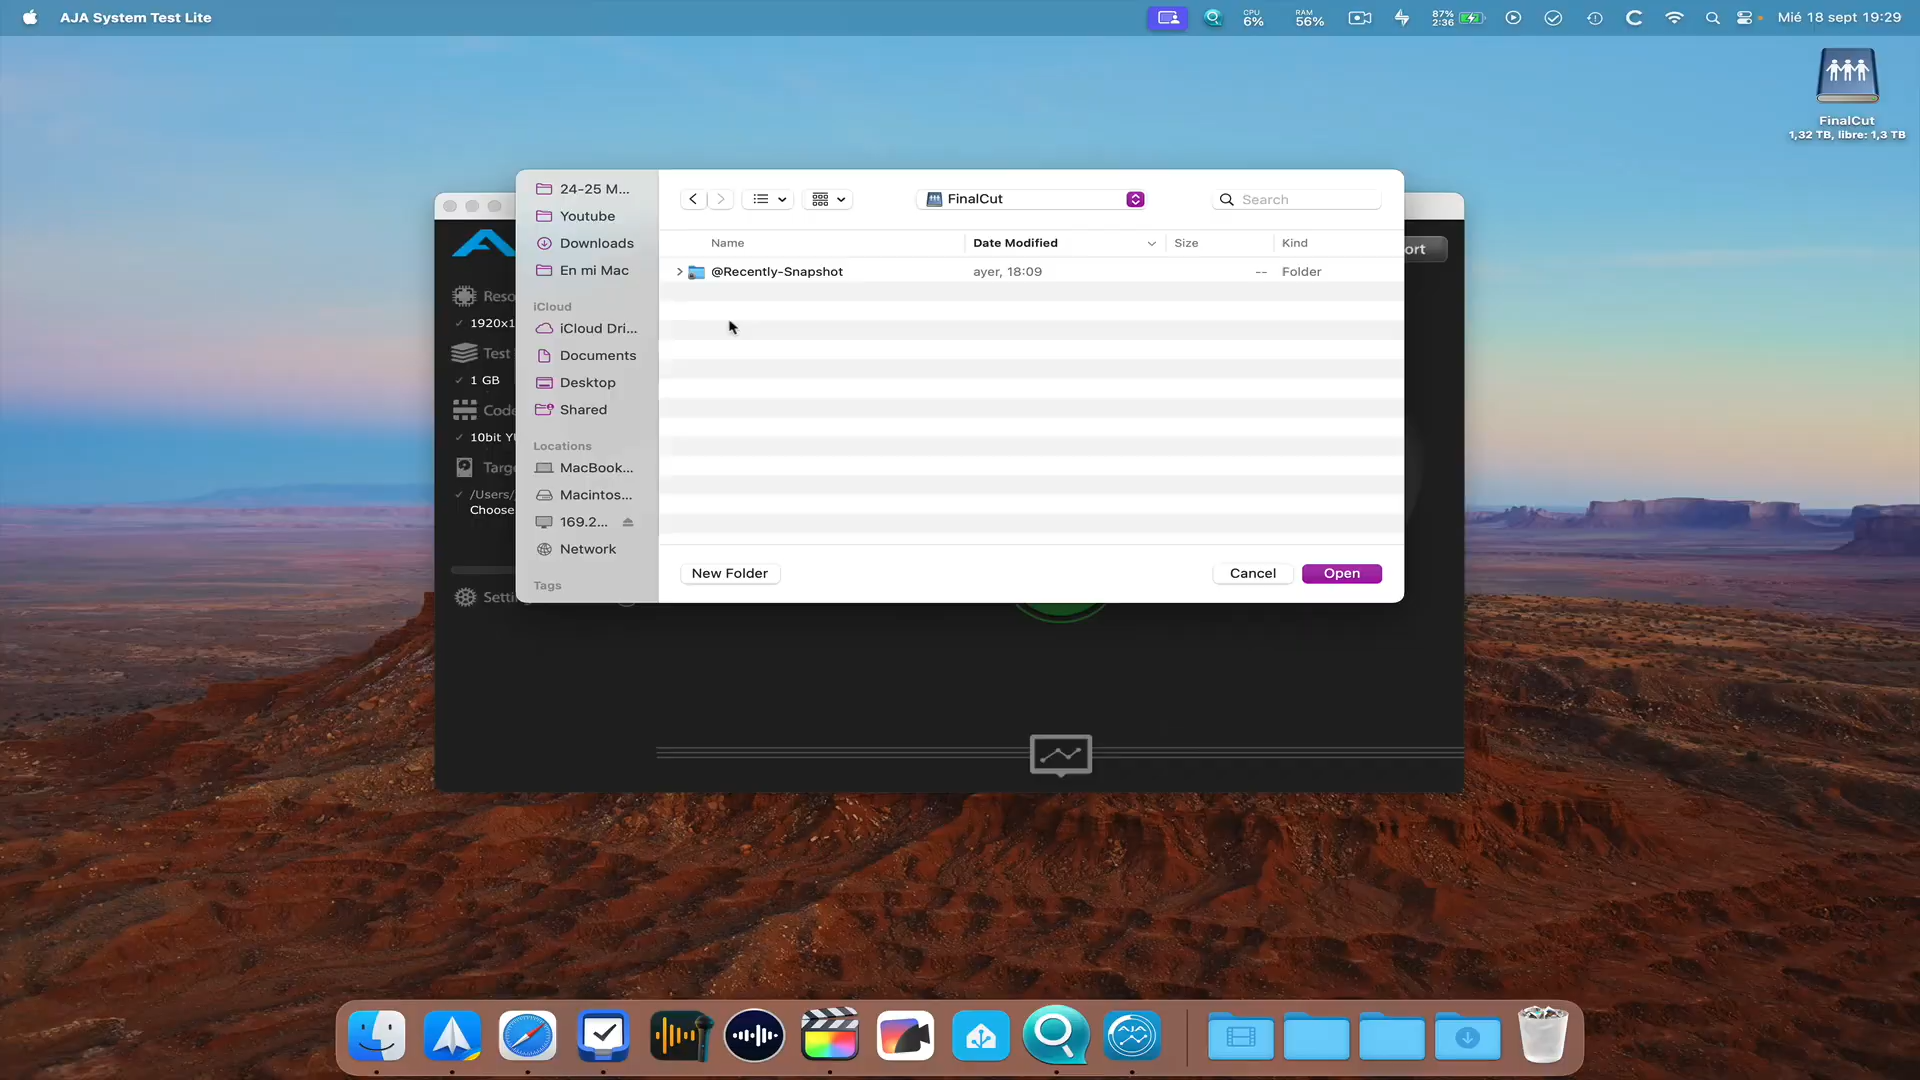 AJA System Test Lite
CPU
6%
RAM
56%
87%
2:36
Mié 18 sept 19:29
FinalCut
1,32 TB, libre: 1,3 TB
24-25 M...
Youtube
Downloads
En mi Mac
iCloud
iCloud Dri...
Documents
Desktop
Shared
Locations
MacBook...
Macintos...
169.2...
Network
Tags
FinalCut
Search
Name
Date Modified
Size
Kind
@Recently-Snapshot
ayer, 18:09
--
Folder
New Folder
Cancel
Open
Reso
1920x1
Test
1 GB
Code
10bit YU
Targ
/Users/
Choose
Settin
ort